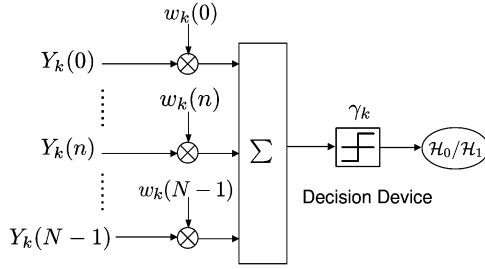 w_k(0)
Y_k(0)
w_k(n)
γ_k
Y_k(n)
Σ
ℋ_0/ℋ_1
w_k(N − 1)
Decision Device
Y_k(N − 1)